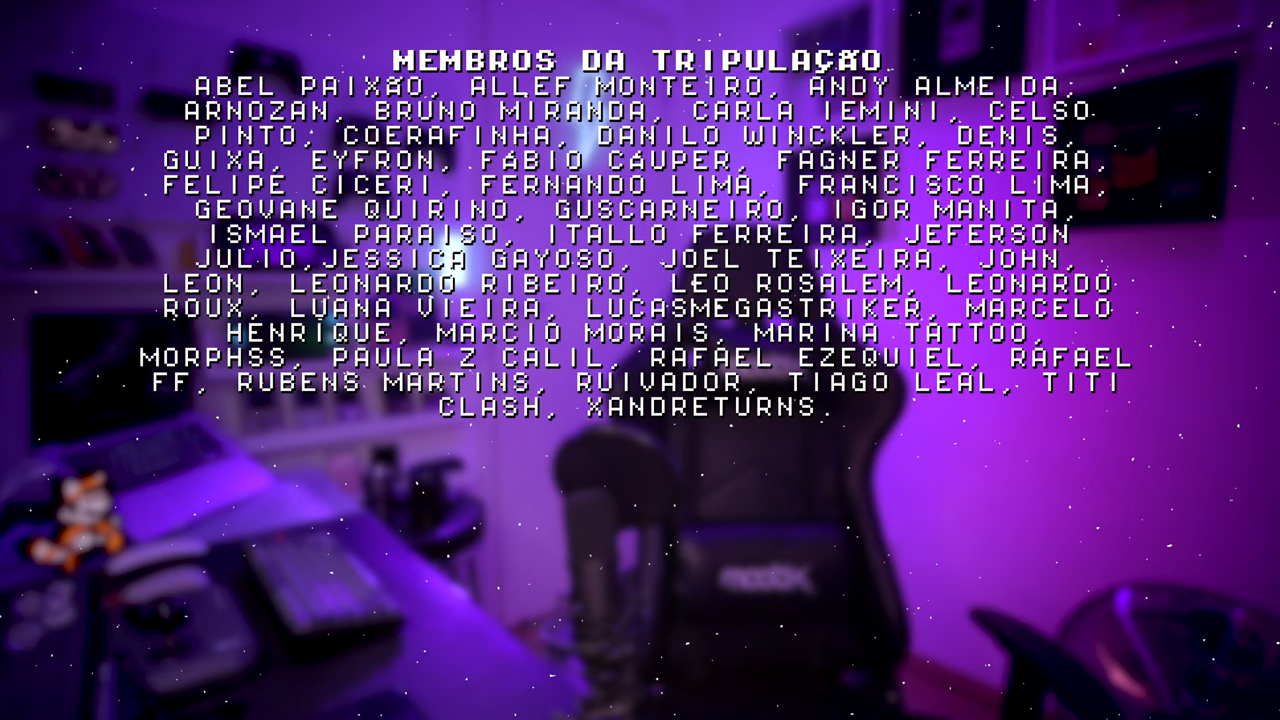 MEMBROS DA TRIPULAÇÃO
ABEL PAIXÃO, ALLEF MONTEIRO, ANDY ALMEIDA,
ARNOZAN, BRUNO MIRANDA, CARLA IEMINI, CELSO
PINTO, COERAFINHA, DANILO WINCKLER, DENIS,
GUIXA, EYFRON, FÁBIO CÁUPER, FAGNER FERREIRA,
FELIPE CICERI, FERNANDO LIMA, FRANCISCO LIMA,
GEOVANE QUIRINO, GUSCARNEIRO, IGOR MANITA,
ISMAEL PARAISO, ITALLO FERREIRA, JEFERSON
JULIO,JESSICA GAYOSO, JOEL TEIXEIRA, JOHN,
LEON, LEONARDO RIBEIRO, LEO ROSALEM, LEONARDO
ROUX, LUANA VIEIRA, LUCASMEGASTRIKER, MARCELO
HENRIQUE, MARCIO MORAIS, MARINA TATTOO,
MORPHSS, PAULA Z CALIL, RAFAEL EZEQUIEL, RAFAEL
FF, RUBENS MARTINS, RUIVADOR, TIAGO LEAL, TITI
CLASH, XANDRETURNS.